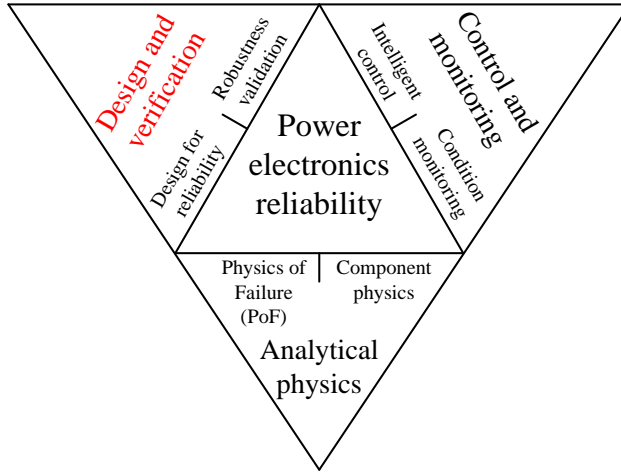 Design and
verification
Robustness
validation
Design for
reliability
Intelligent
control
Control and
monitoring
Condition
monitoring
Power
electronics
reliability
Physics of
Failure
(PoF)
Component
physics
Analytical
physics